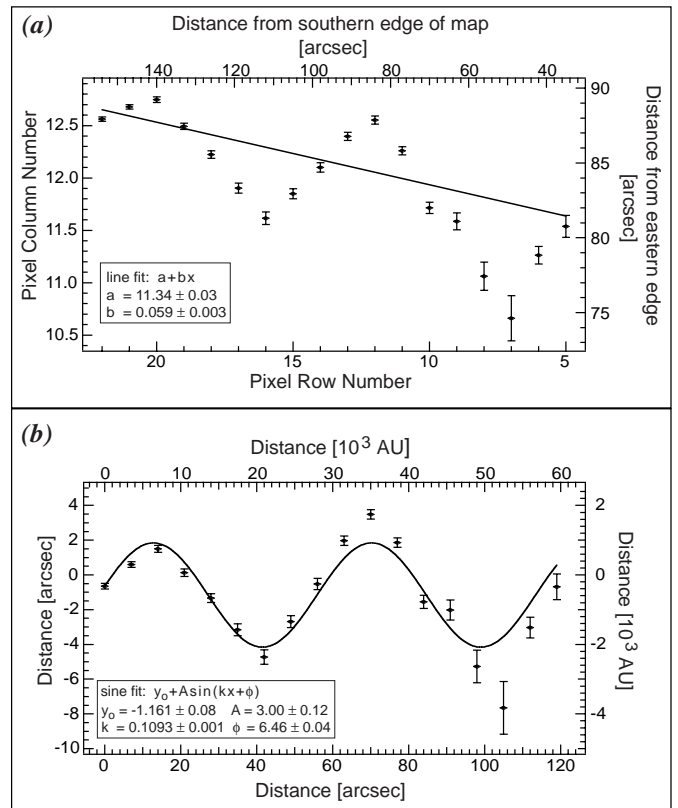 (a)
Distance from southern edge of map
[arcsec]
140 120 100 80 60 40
Pixel Column Number
12.5
12.0
11.5
11.0
10.5
90
85
80
75
Distance from eastern edge
[arcsec]
line fit: a+bx
a = 11.34 ± 0.03
b = 0.059 ± 0.003
20 15 10 5
Pixel Row Number
(b)
Distance [10³ AU]
0 10 20 30 40 50 60
Distance [arcsec]
4
2
0
-2
-4
-6
-8
-10
2
0
-2
-4
Distance [10³ AU]
sine fit: yₒ+Asin(kx+ϕ)
yₒ = -1.161 ± 0.08 A = 3.00 ± 0.12
k = 0.1093 ± 0.001 ϕ = 6.46 ± 0.04
0 20 40 60 80 100 120
Distance [arcsec]